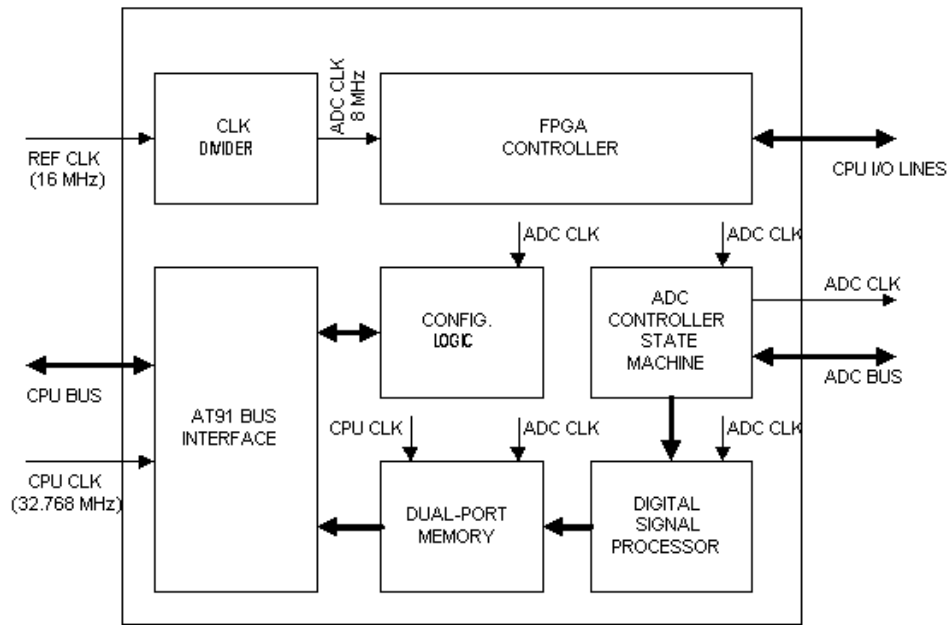 CLK
DIVIDER
ADC CLK
8 MHz
FPGA
CONTROLLER
REF CLK
(16 MHz)
CPU I/O LINES
ADC CLK
ADC CLK
CONFIG.
LOGIC
ADC
CONTROLLER
STATE
MACHINE
ADC CLK
ADC BUS
CPU BUS
AT91 BUS
INTERFACE
CPU CLK
ADC CLK
ADC CLK
CPU CLK
(32.768 MHz)
DUAL-PORT
MEMORY
DIGITAL
SIGNAL
PROCESSOR